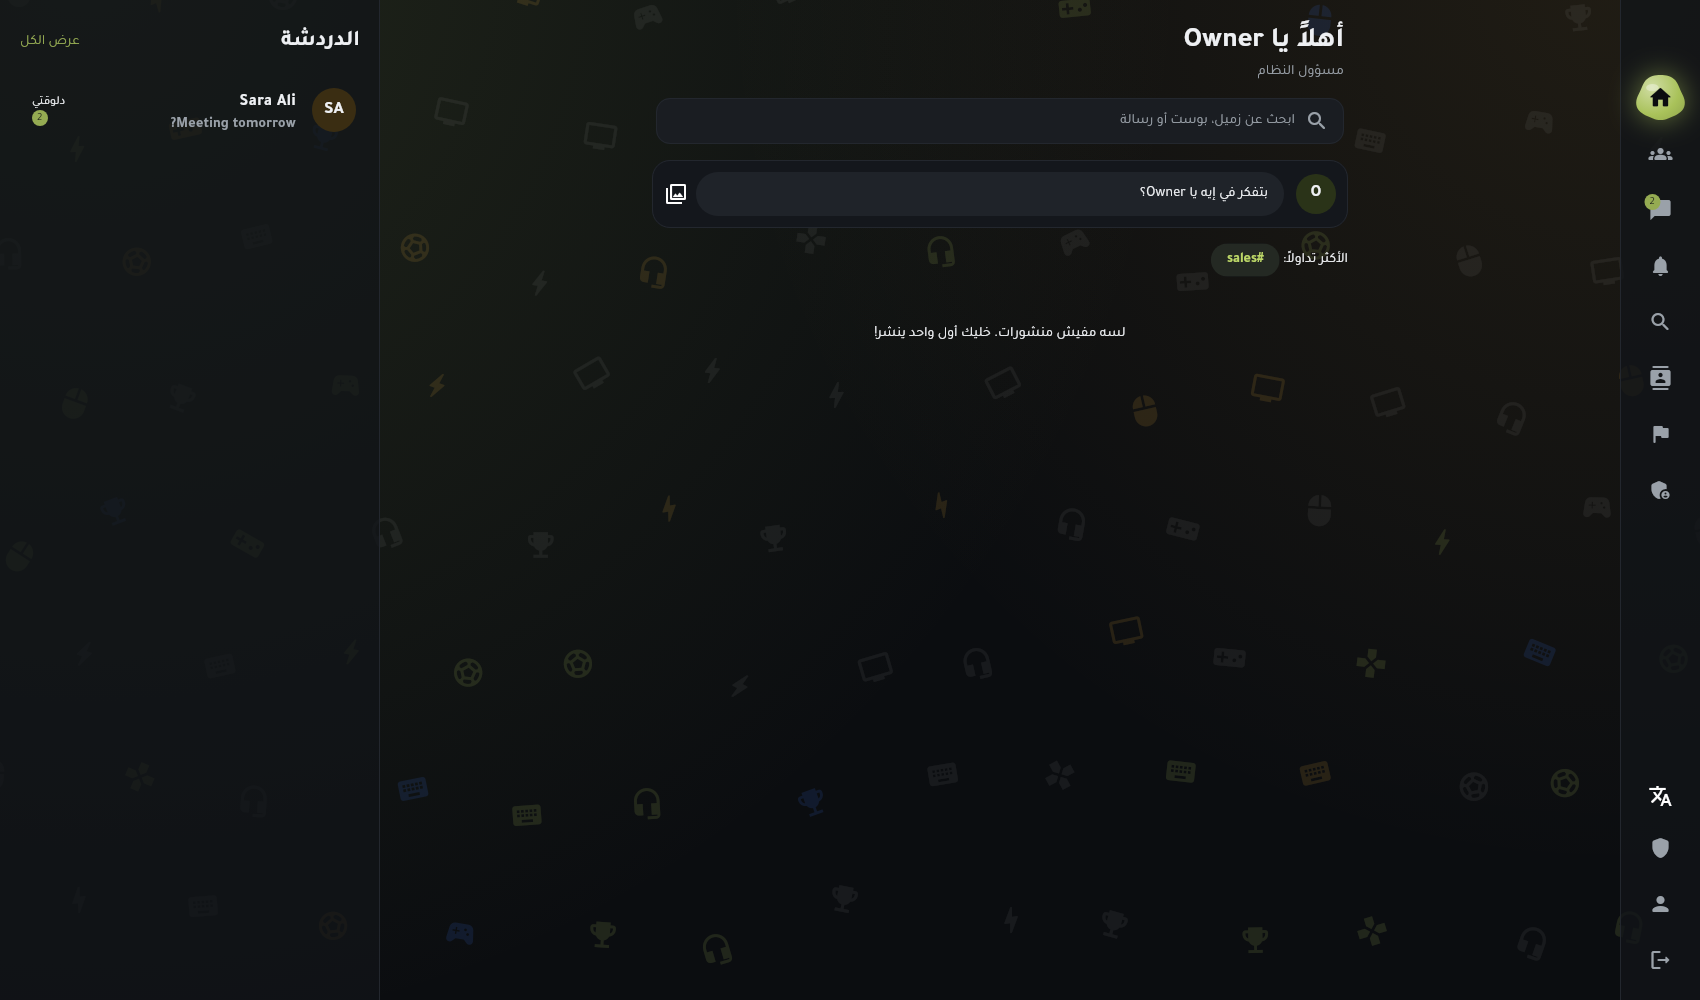 أهلاً يا Owner
مسؤول النظام
ابحث عن زميل، بوست أو رسالة
O
بتفكر في إيه يا Owner؟
الأكثر تداولاً:
#sales
لسه مفيش منشورات. خليك أول واحد ينشر!
2
الدردشة
عرض الكل
SA
Sara Ali
دلوقتي
Meeting tomorrow?
2